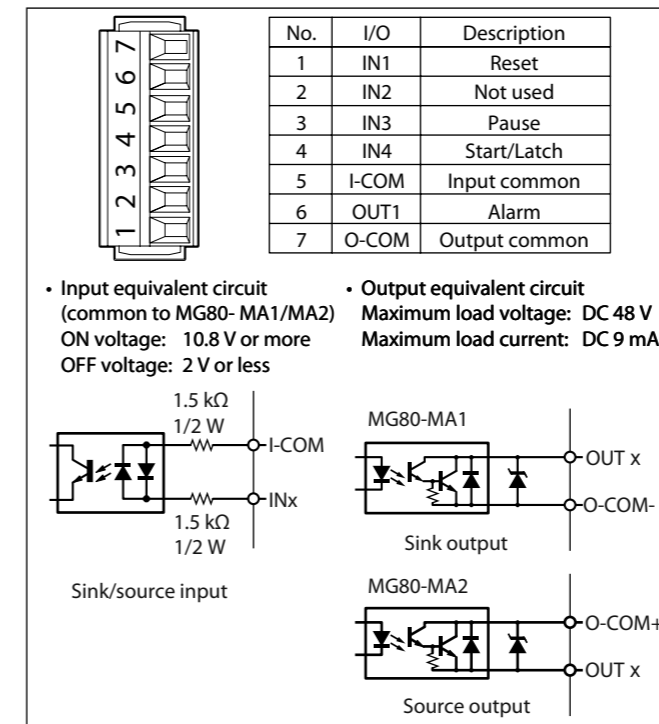 7
6
5
4
3
2
1
No. I/O Description
1 IN1 Reset
2 IN2 Not used
3 IN3 Pause
4 IN4 Start/Latch
5 I-COM Input common
6 OUT1 Alarm
7 O-COM Output common
• Input equivalent circuit
(common to MG80- MA1/MA2)
ON voltage: 10.8 V or more
OFF voltage: 2 V or less
1.5 kΩ
1/2 W
I-COM
INx
1.5 kΩ
1/2 W
Sink/source input
• Output equivalent circuit
Maximum load voltage: DC 48 V
Maximum load current: DC 9 mA
MG80-MA1
OUT x
O-COM-
Sink output
MG80-MA2
O-COM+
OUT x
Source output